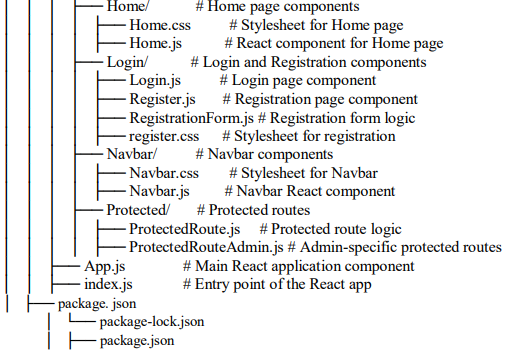 Home/ # Home page components
Home.css # Stylesheet for Home page
Home.js # React component for Home page
Login/ # Login and Registration components
Login.js # Login page component
Register.js # Registration page component
RegistrationForm.js # Registration form logic
register.css # Stylesheet for registration
Navbar/ # Navbar components
Navbar.css # Stylesheet for Navbar
Navbar.js # Navbar React component
Protected/ # Protected routes
ProtectedRoute.js # Protected route logic
ProtectedRouteAdmin.js # Admin-specific protected routes
App.js # Main React application component
index.js # Entry point of the React app
package. json
package-lock.json
package.json